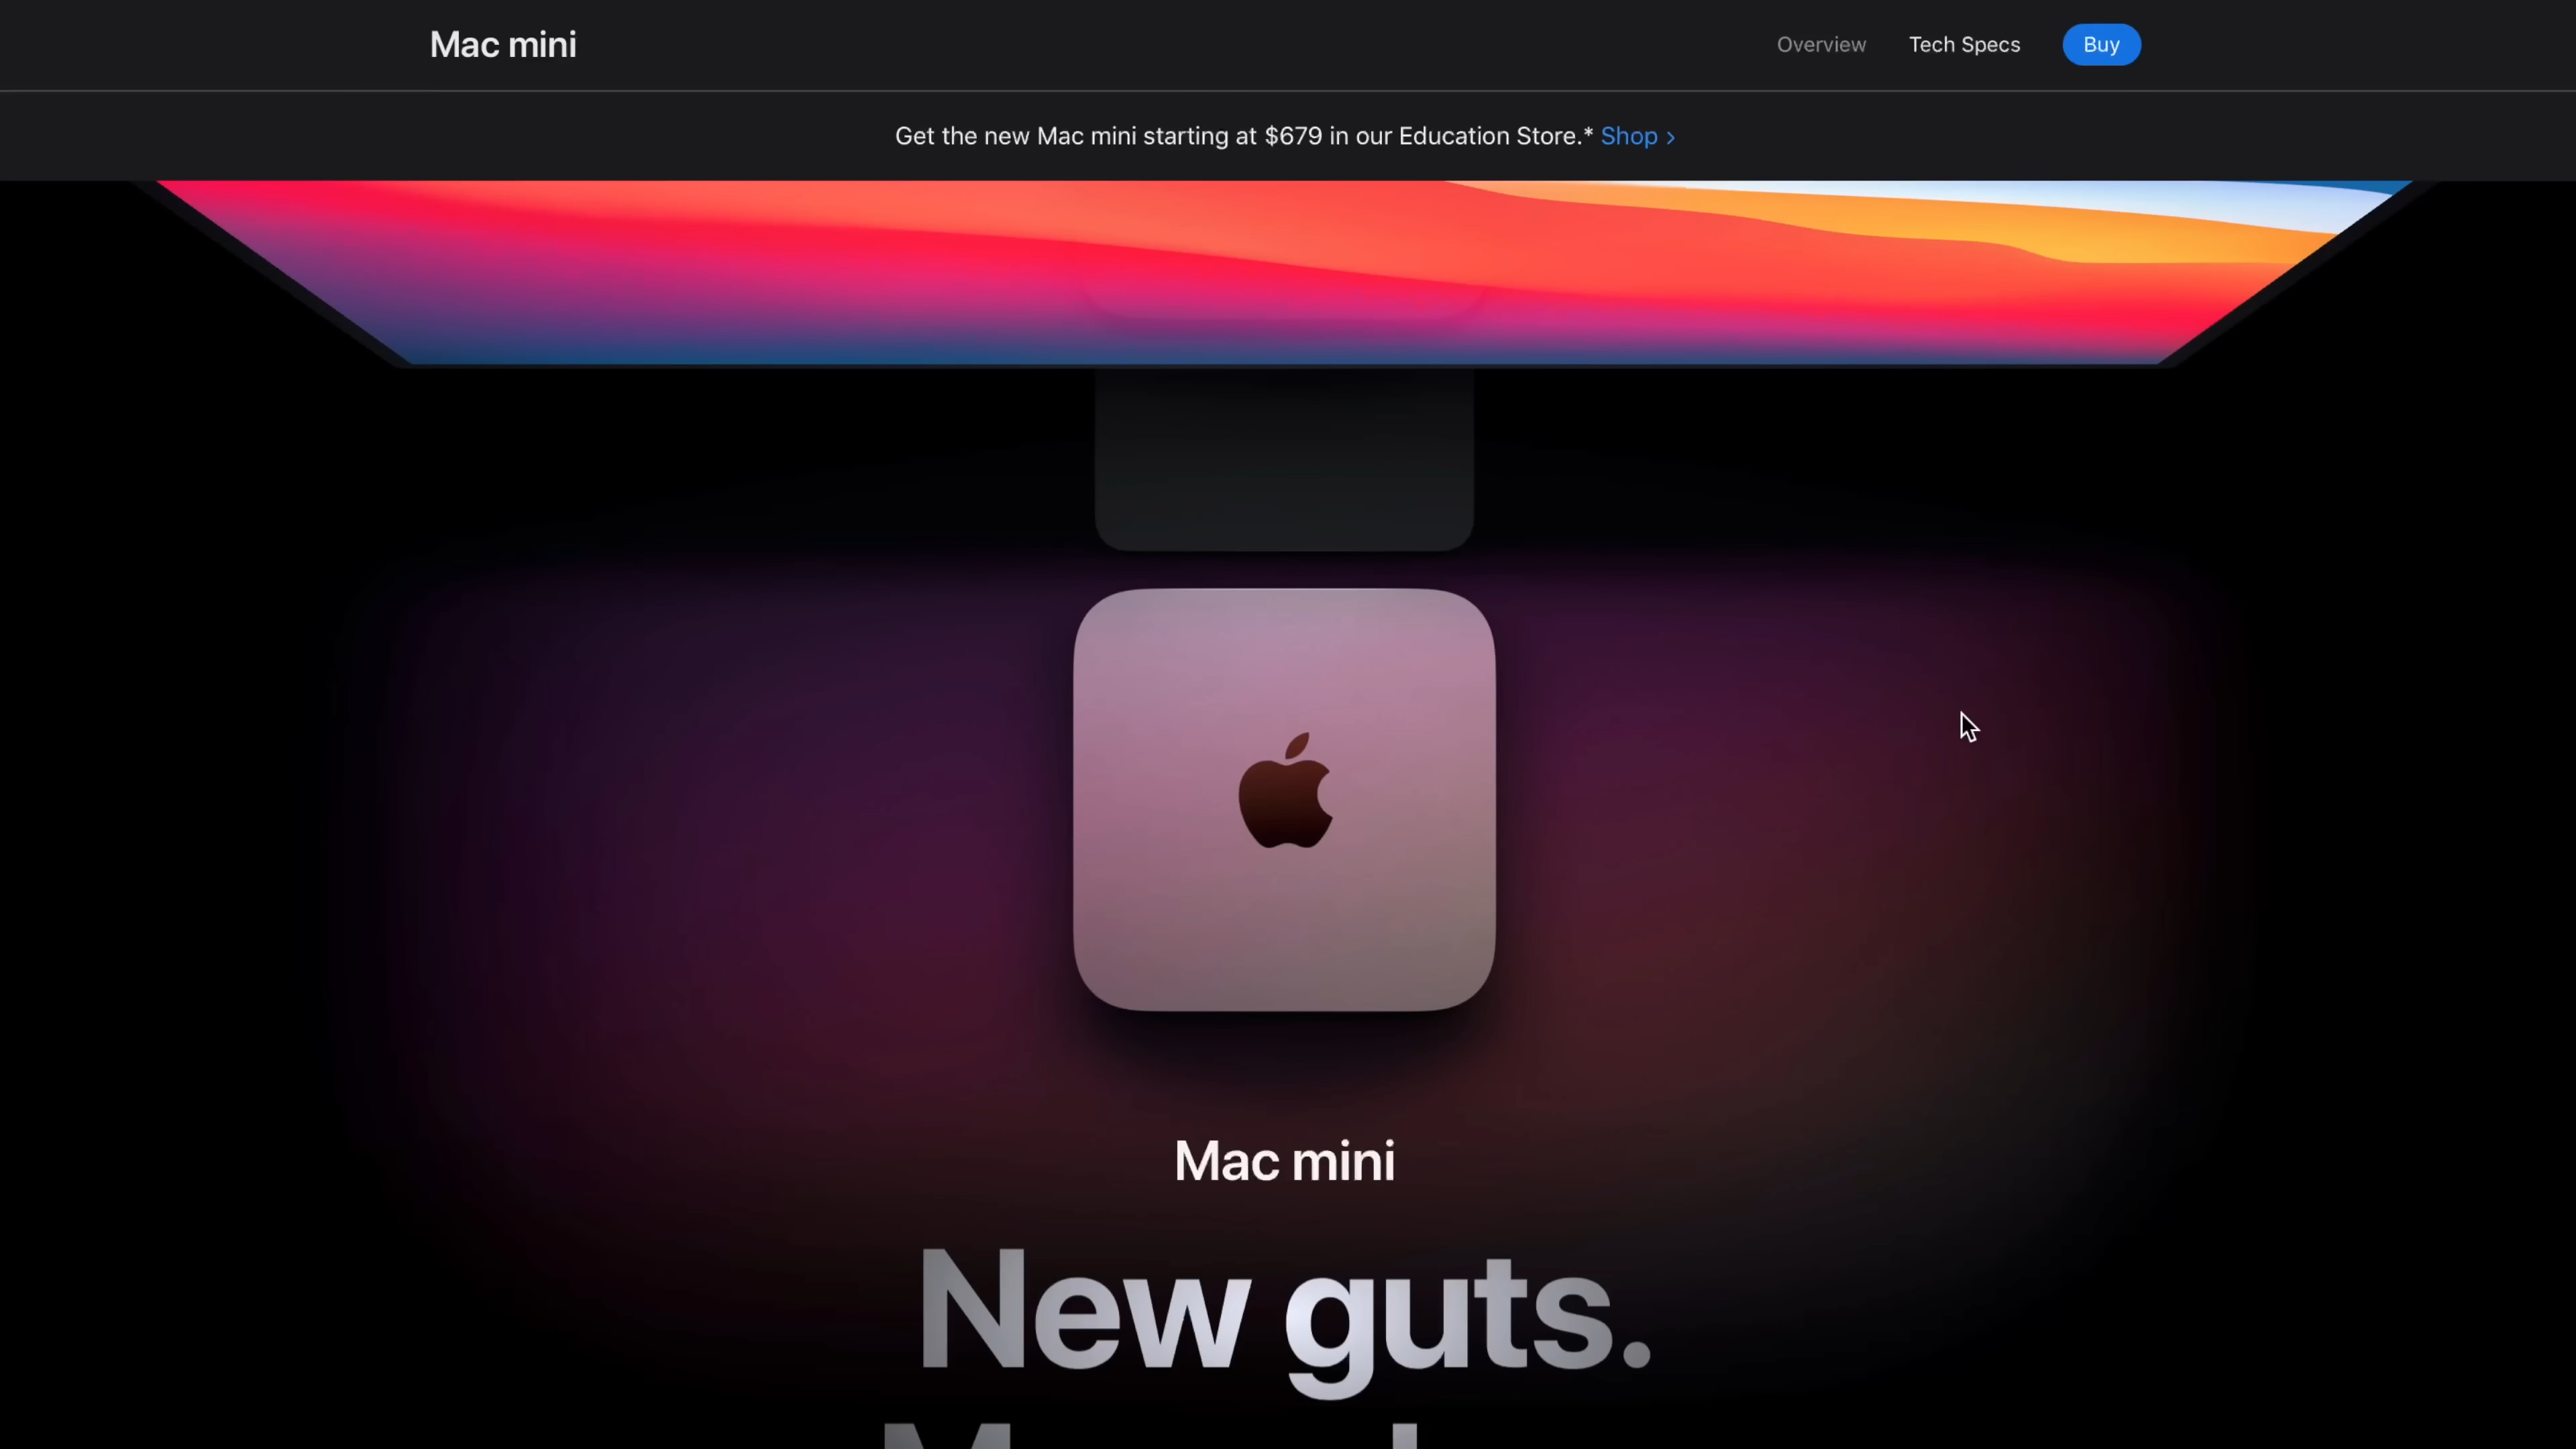 Mac mini
Overview Tech Specs Buy
Get the new Mac mini starting at $679 in our Education Store.* Shop >
Mac mini
New guts.